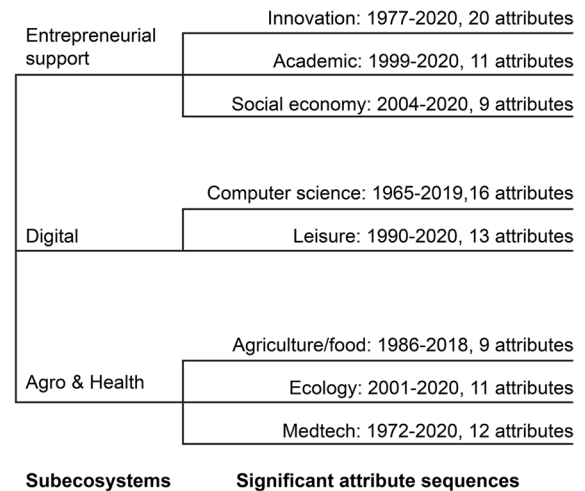 Innovation: 1977-2020, 20 attributes
Entrepreneurial
support
Academic: 1999-2020, 11 attributes
Social economy: 2004-2020, 9 attributes
Computer science: 1965-2019,16 attributes
Digital
Leisure: 1990-2020, 13 attributes
Agriculture/food: 1986-2018, 9 attributes
Agro & Health
Ecology: 2001-2020, 11 attributes
Medtech: 1972-2020, 12 attributes
Subecosystems
Significant attribute sequences